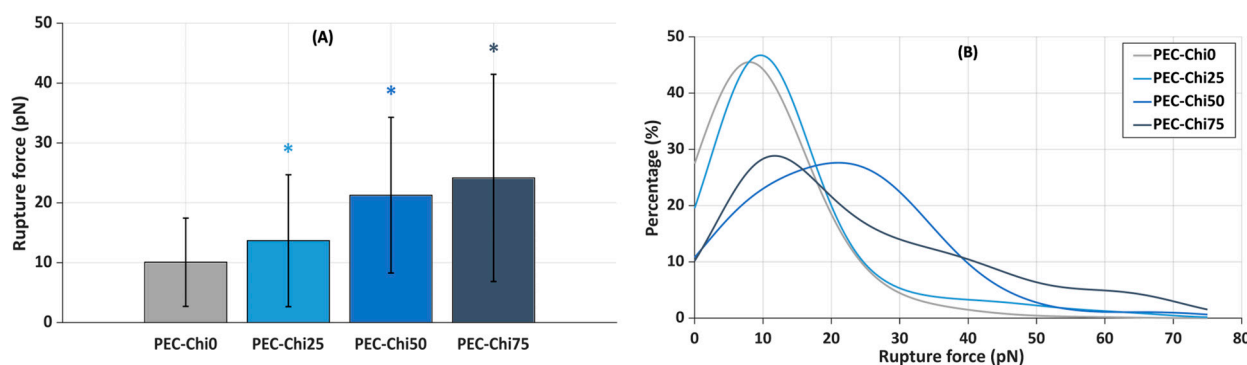 (A)
Rupture force (pN)
50
40
30
20
10
0
*
*
*
PEC-Chi0 PEC-Chi25 PEC-Chi50 PEC-Chi75
(B)
Percentage (%)
50
40
30
20
10
0
0 10 20 30 40 50 60 70 80
Rupture force (pN)
PEC-Chi0
PEC-Chi25
PEC-Chi50
PEC-Chi75